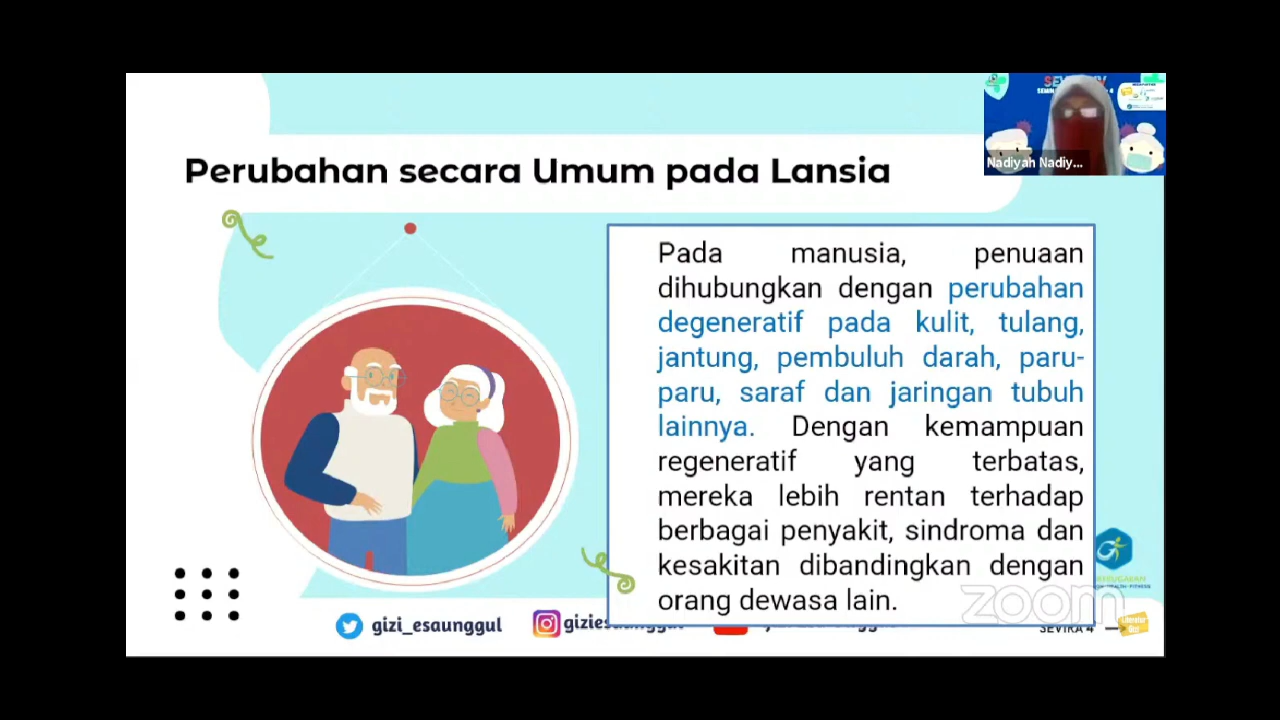 Perubahan secara Umum pada Lansia
Nadiyah Nadiy...
Pada manusia, penuaan
dihubungkan dengan perubahan
degeneratif pada kulit, tulang,
jantung, pembuluh darah, paru-
paru, saraf dan jaringan tubuh
lainnya. Dengan kemampuan
regeneratif yang terbatas,
mereka lebih rentan terhadap
berbagai penyakit, sindroma dan
kesakitan dibandingkan dengan
orang dewasa lain.
zoom
gizi_esaunggul
SEVIRA 4